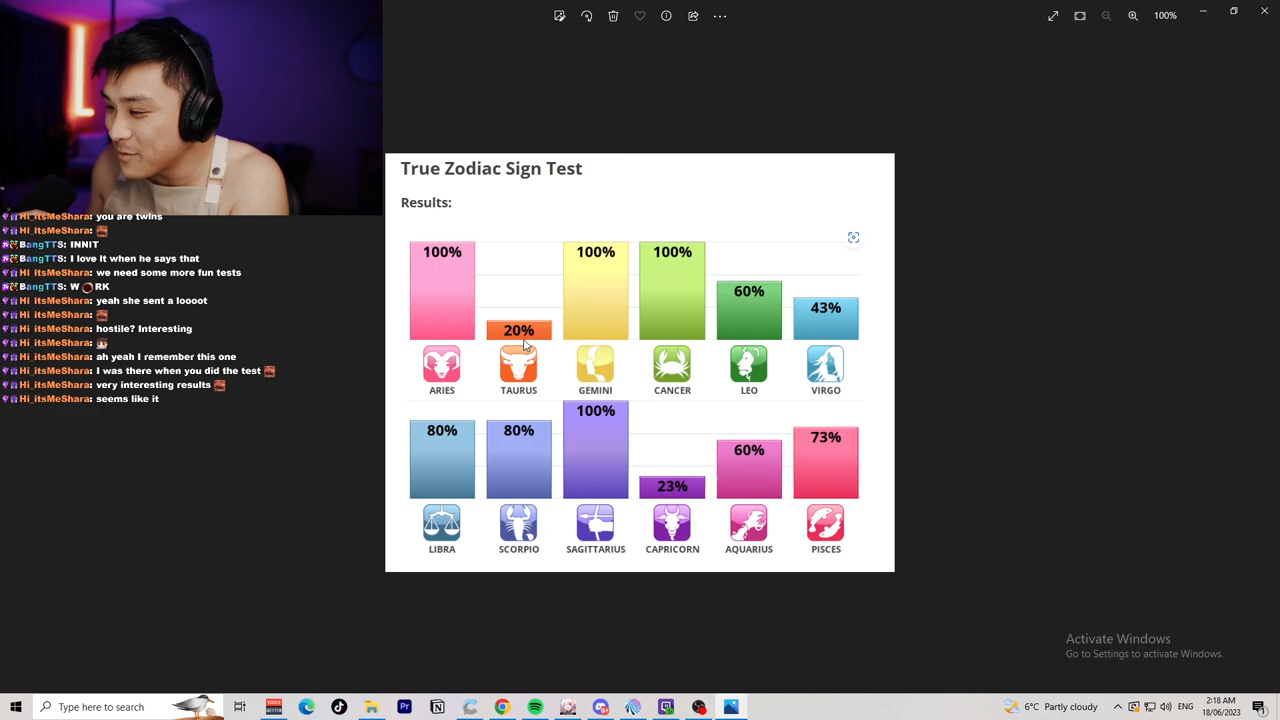 100%
you are twins
Hi_itsMeShara:
BangTTS: INNIT
BangTTS: I love It when he says that
Hi_itsMeShara: we need some more fun tests
BangTTS: W RK
Hi_itsMeShara: yeah she sent a loooot
Hi_itsMeShara:
Hi_itsMeShara: hostile? Interesting
Hi_itsMeShara:
Hi_itsMeShara: ah yeah I remember this one
Hi_itsMeShara: I was there when you did the test
Hi_itsMeShara: very interesting results
Hi_itsMeShara: seems like it
True Zodiac Sign Test
Results:
100% 20% 100% 100% 60% 43%
ARIES TAURUS GEMINI CANCER LEO VIRGO
80% 80% 100% 23% 60% 73%
LIBRA SCORPIO SAGITTARIUS CAPRICORN AQUARIUS PISCES
Activate Windows
Go to Settings to activate Windows.
Type here to search
6°C Partly cloudy
ENG
2:18 AM
18/06/2023